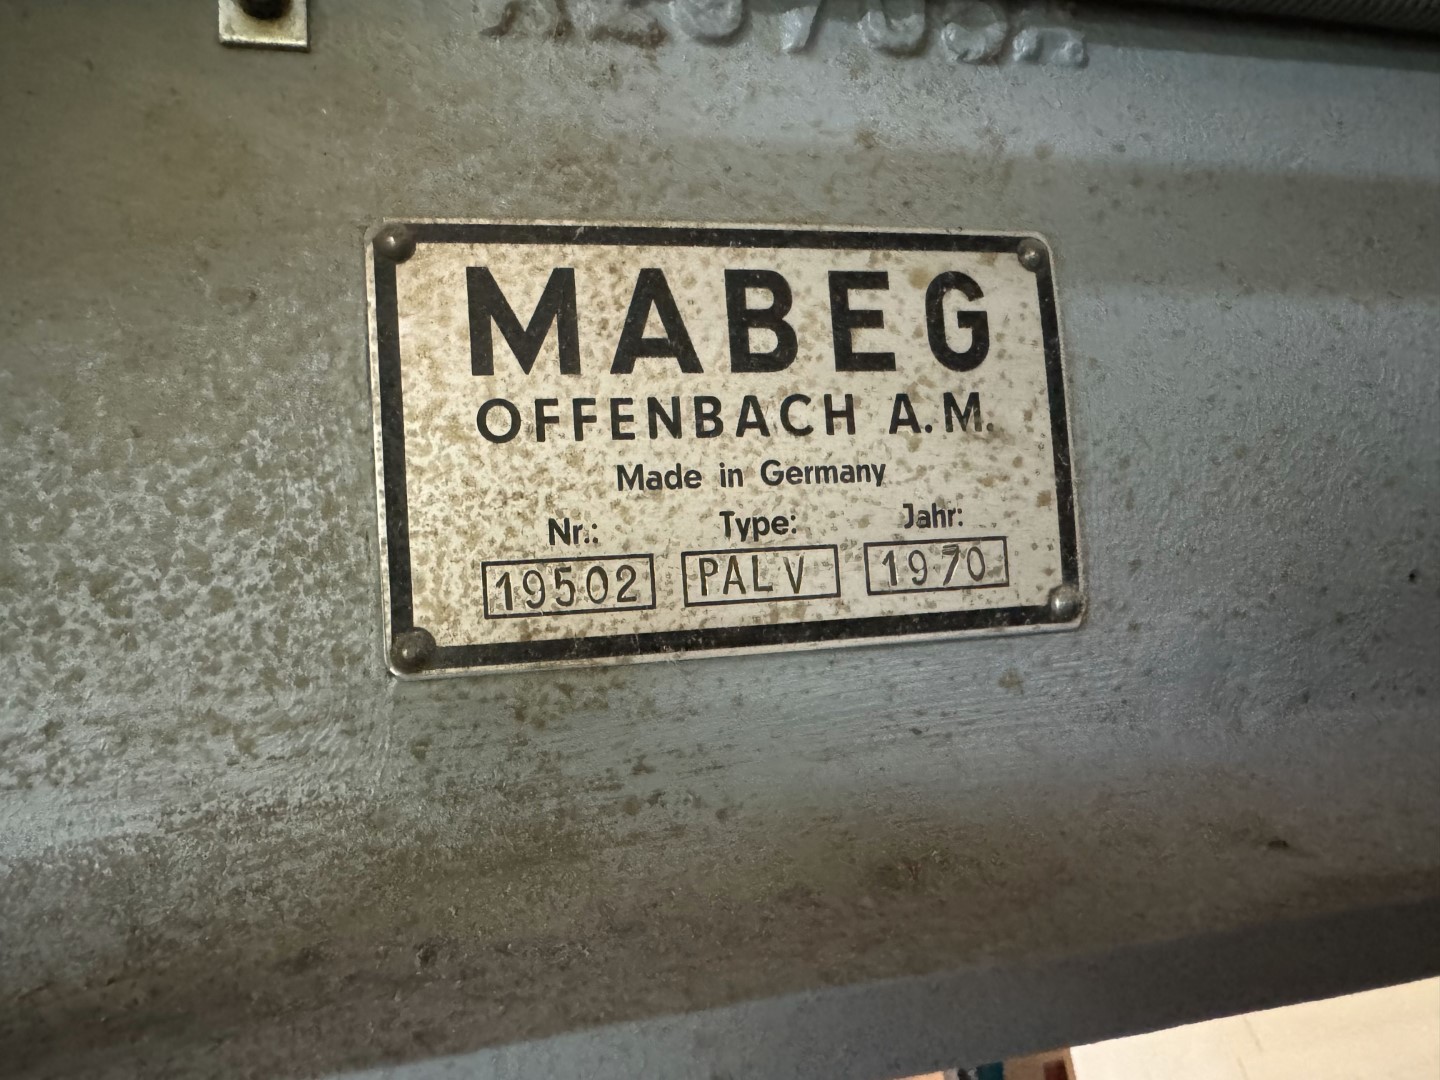 MABEG
OFFENBACH A.M.
Made in Germany
Nr.: Type: Jahr:
19502 PAL V 1970